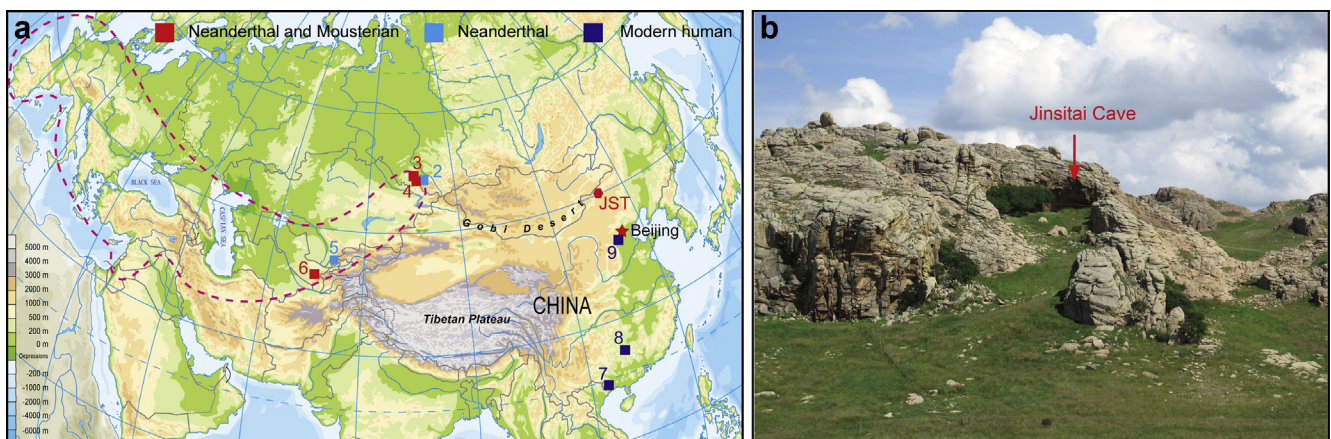 a
Neanderthal and Mousterian
Neanderthal
Modern human
3
2
4
BLACK SEA
CASPIAN SEA
JST
Gobi Desert
Beijing
9
5
6
5000 m
4000 m
3000 m
2000 m
1000 m
500 m
200 m
0 m
Depressions
-200 m
-1000 m
-2000 m
-4000 m
-6000 m
CHINA
Tibetan Plateau
8
7
b
Jinsitai Cave